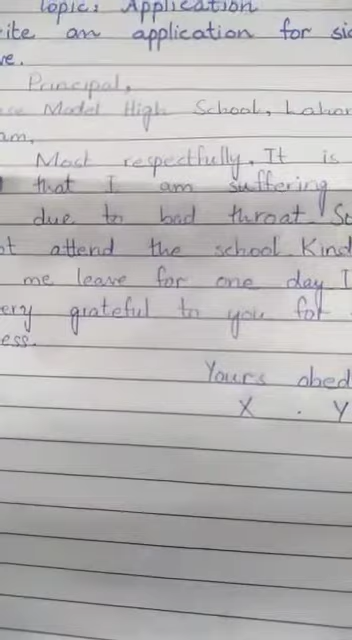 Topic: Application
ite an application for
ve.
Principal,
Model High School, Lahor
am,
Most respectfully, It is
that I am suffering
due to bad throat. So
ot attend the school. Kind
me leave for one day I
ery grateful to you for
ess.
Yours obed
X . Y